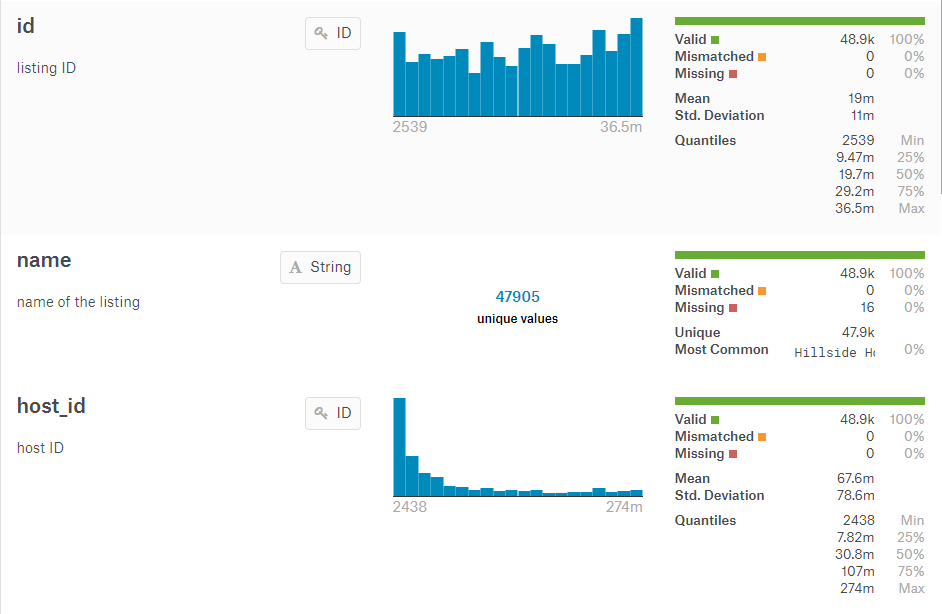 id
ID
listing ID
2539 36.5m
Valid 48.9k 100%
Mismatched 0 0%
Missing 0 0%
Mean 19m
Std. Deviation 11m
Quantiles 2539 Min
9.47m 25%
19.7m 50%
29.2m 75%
36.5m Max
name
A String
name of the listing
47905
unique values
Valid 48.9k 100%
Mismatched 0 0%
Missing 16 0%
Unique 47.9k
Most Common Hillside Ho 0%
host_id
ID
host ID
2438 274m
Valid 48.9k 100%
Mismatched 0 0%
Missing 0 0%
Mean 67.6m
Std. Deviation 78.6m
Quantiles 2438 Min
7.82m 25%
30.8m 50%
107m 75%
274m Max